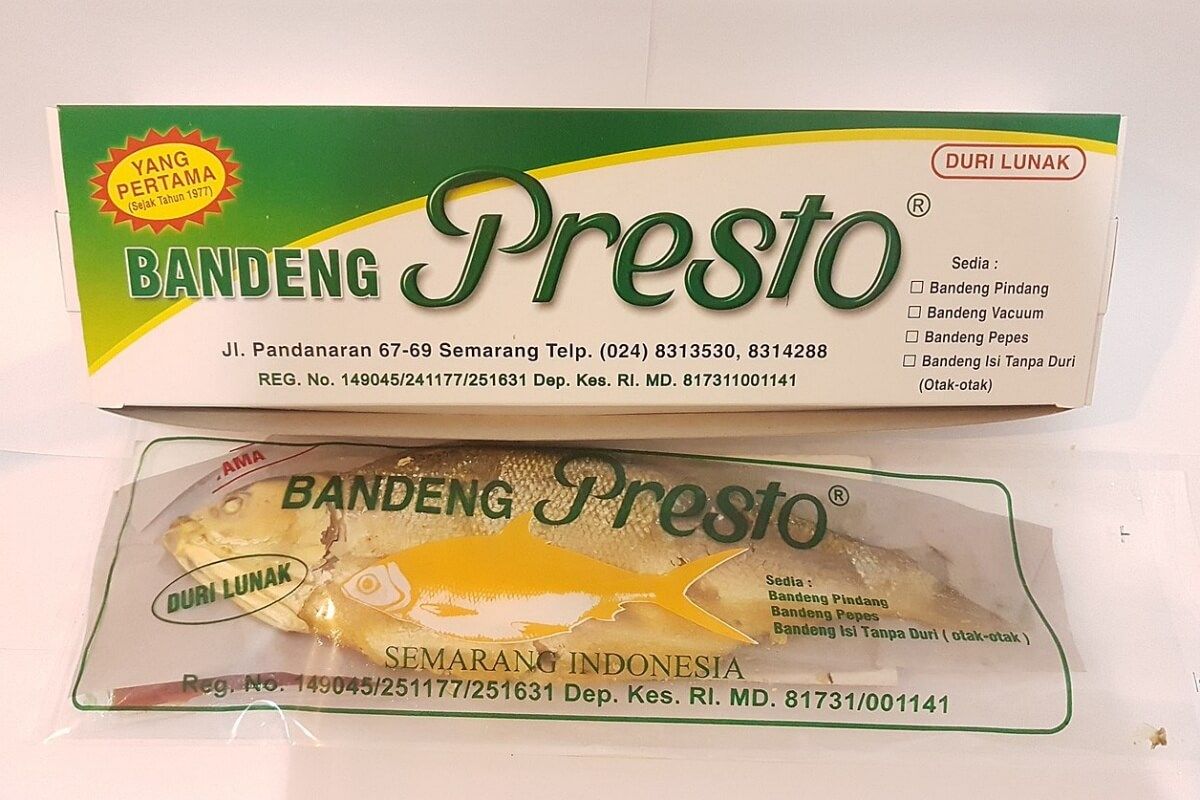 YANG
PERTAMA
(Sejak Tahun 1977)
BANDENG Presto®
DURI LUNAK
Sedia :
Bandeng Pindang
Bandeng Vacuum
Bandeng Pepes
Bandeng Isi Tanpa Duri
(Otak-otak)
Jl. Pandanaran 67-69 Semarang Telp. (024) 8313530, 8314288
REG. No. 149045/241177/251631 Dep. Kes. RI. MD. 817311001141
AMA
BANDENG Presto®
DURI LUNAK
Sedia :
Bandeng Pindang
Bandeng Pepes
Bandeng Isi Tanpa Duri ( otak-otak )
SEMARANG INDONESIA
Reg. No. 149045/251177/251631 Dep. Kes. RI. MD. 81731/001141